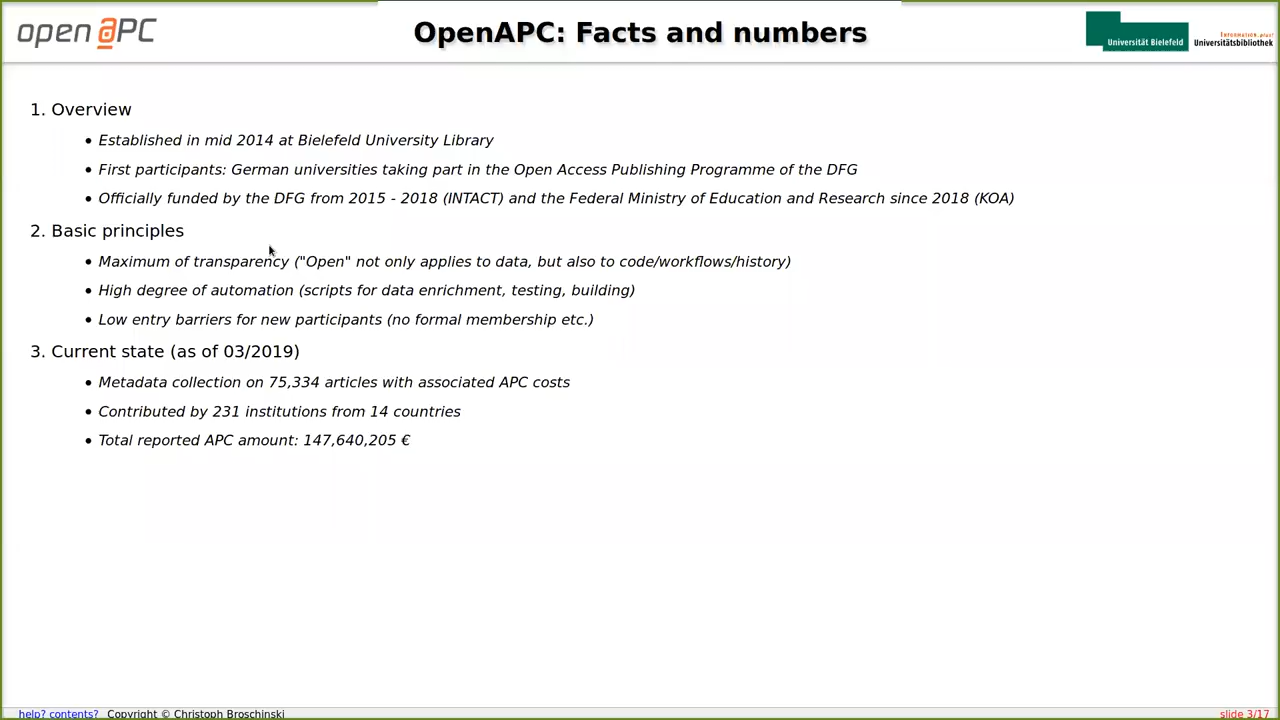 open aPC
OpenAPC: Facts and numbers
Universität Bielefeld
Information.plus!
Universitätsbibliothek
1. Overview
• Established in mid 2014 at Bielefeld University Library
• First participants: German universities taking part in the Open Access Publishing Programme of the DFG
• Officially funded by the DFG from 2015 - 2018 (INTACT) and the Federal Ministry of Education and Research since 2018 (KOA)
2. Basic principles
• Maximum of transparency ("Open" not only applies to data, but also to code/workflows/history)
• High degree of automation (scripts for data enrichment, testing, building)
• Low entry barriers for new participants (no formal membership etc.)
3. Current state (as of 03/2019)
• Metadata collection on 75,334 articles with associated APC costs
• Contributed by 231 institutions from 14 countries
• Total reported APC amount: 147,640,205 €
help? contents? Copyright © Christoph Broschinski
slide 3/17